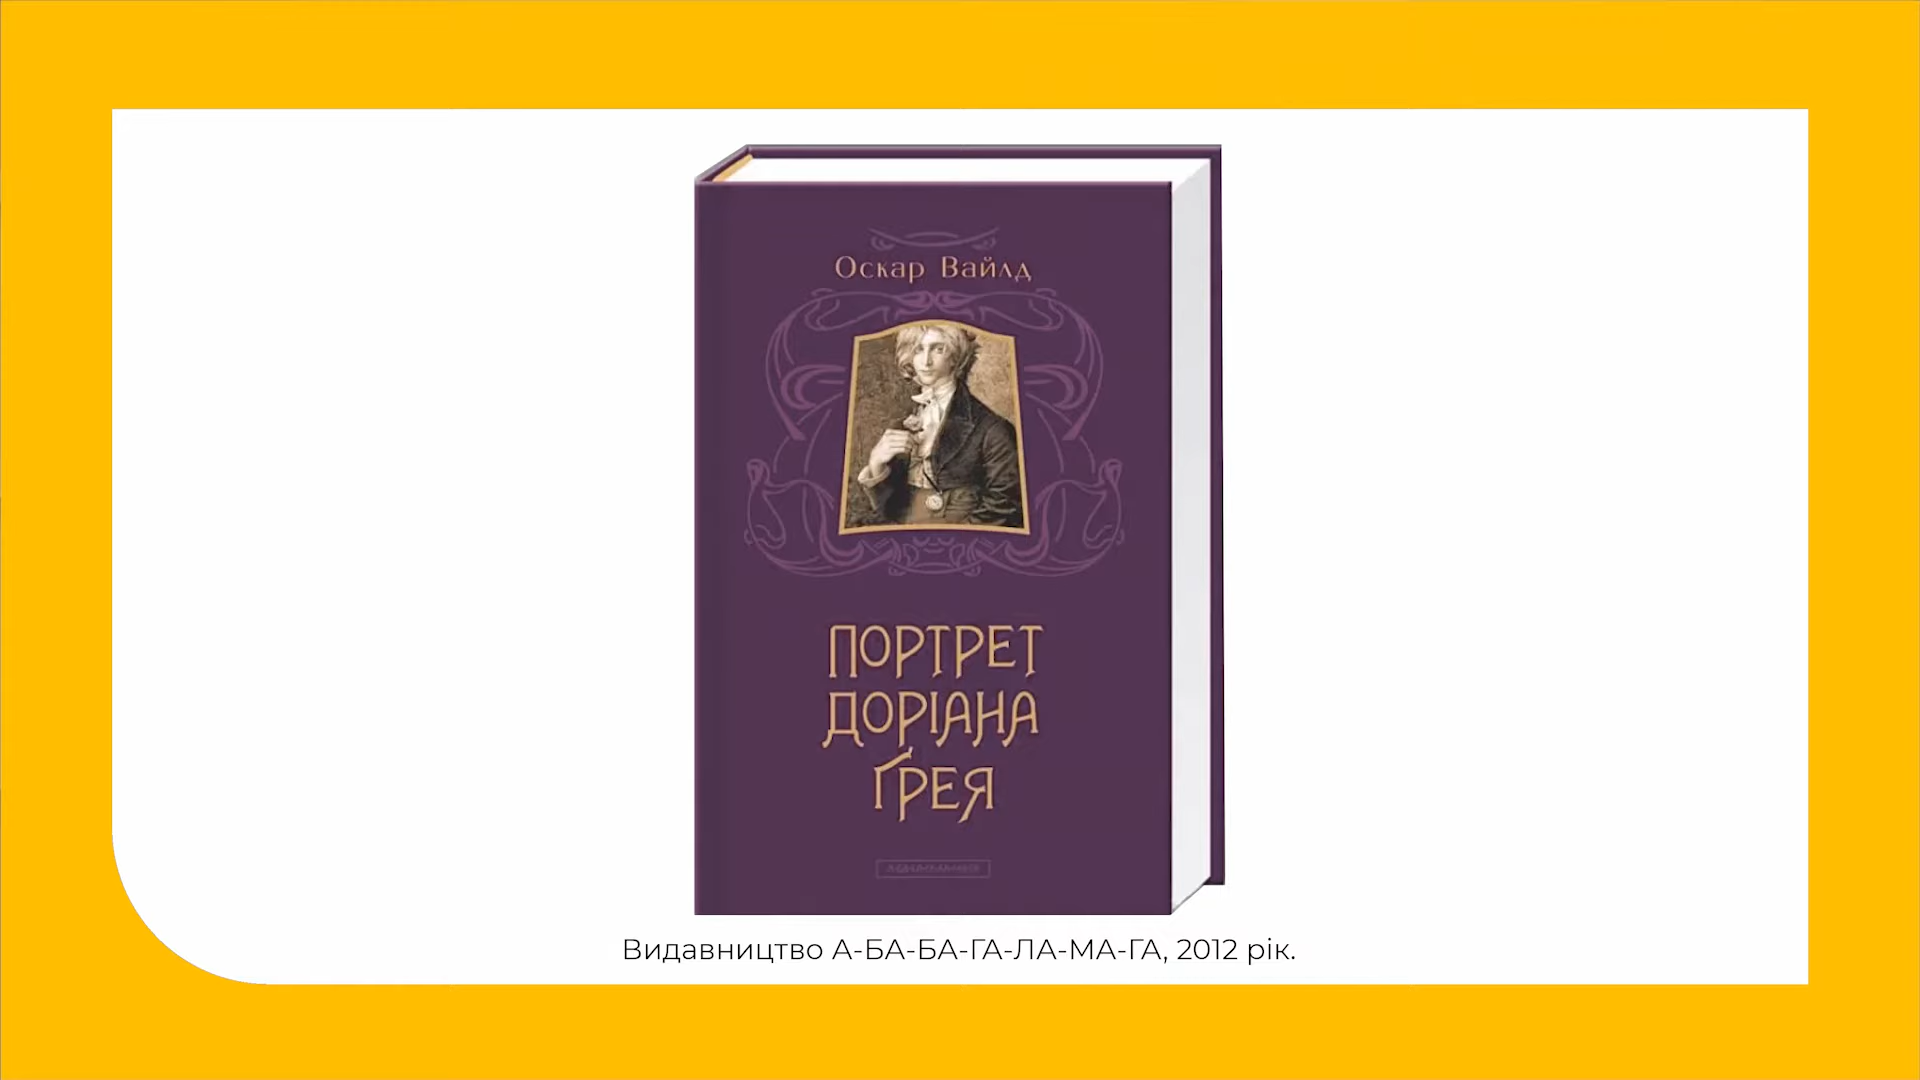 Оскар Вайлд
ПОРТРЕТ
ДОРІАНА
ҐРЕЯ
Видавництво А-БА-БА-ГА-ЛА-МА-ГА, 2012 рік.